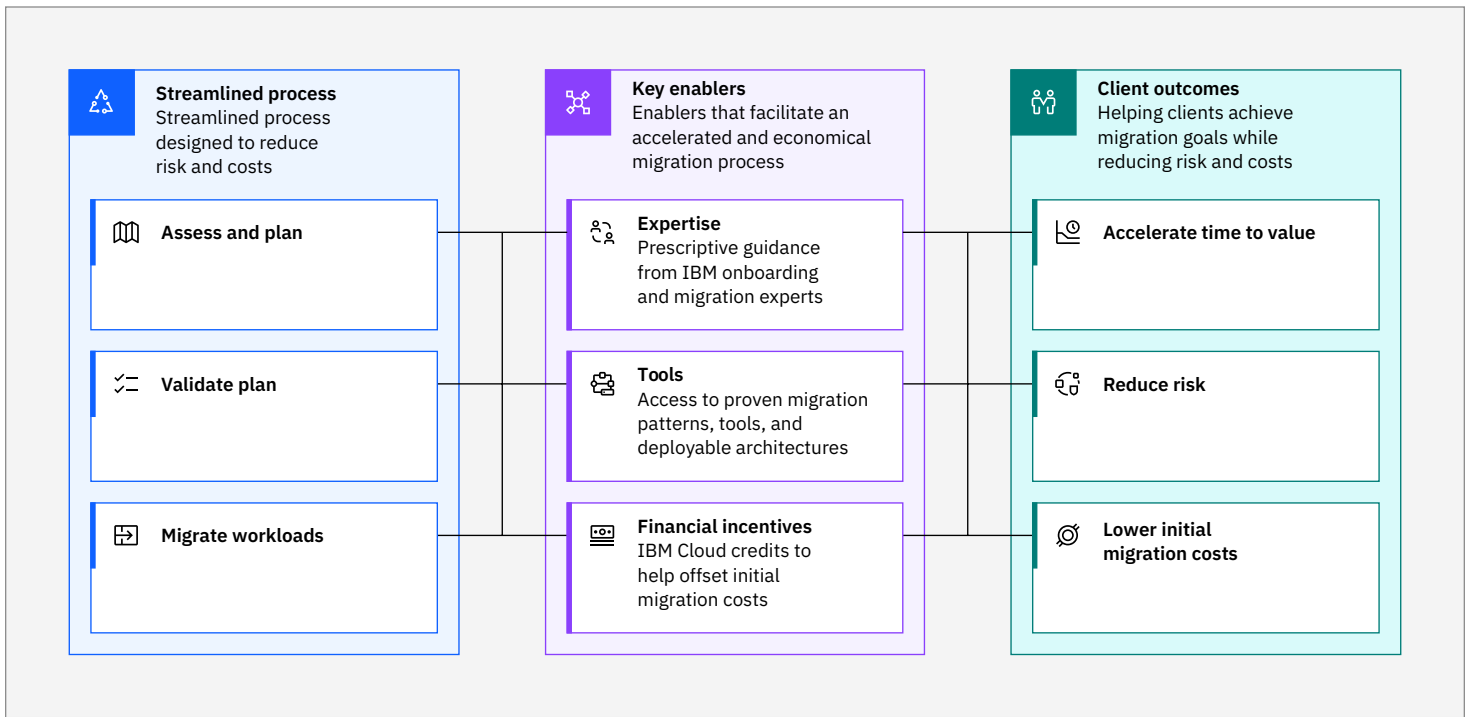 Streamlined process
Streamlined process
designed to reduce
risk and costs
Assess and plan
Validate plan
Migrate workloads
Key enablers
Enablers that facilitate an
accelerated and economical
migration process
Expertise
Prescriptive guidance
from IBM onboarding
and migration experts
Tools
Access to proven migration
patterns, tools, and
deployable architectures
Financial incentives
IBM Cloud credits to
help offset initial
migration costs
Client outcomes
Helping clients achieve
migration goals while
reducing risk and costs
Accelerate time to value
Reduce risk
Lower initial
migration costs